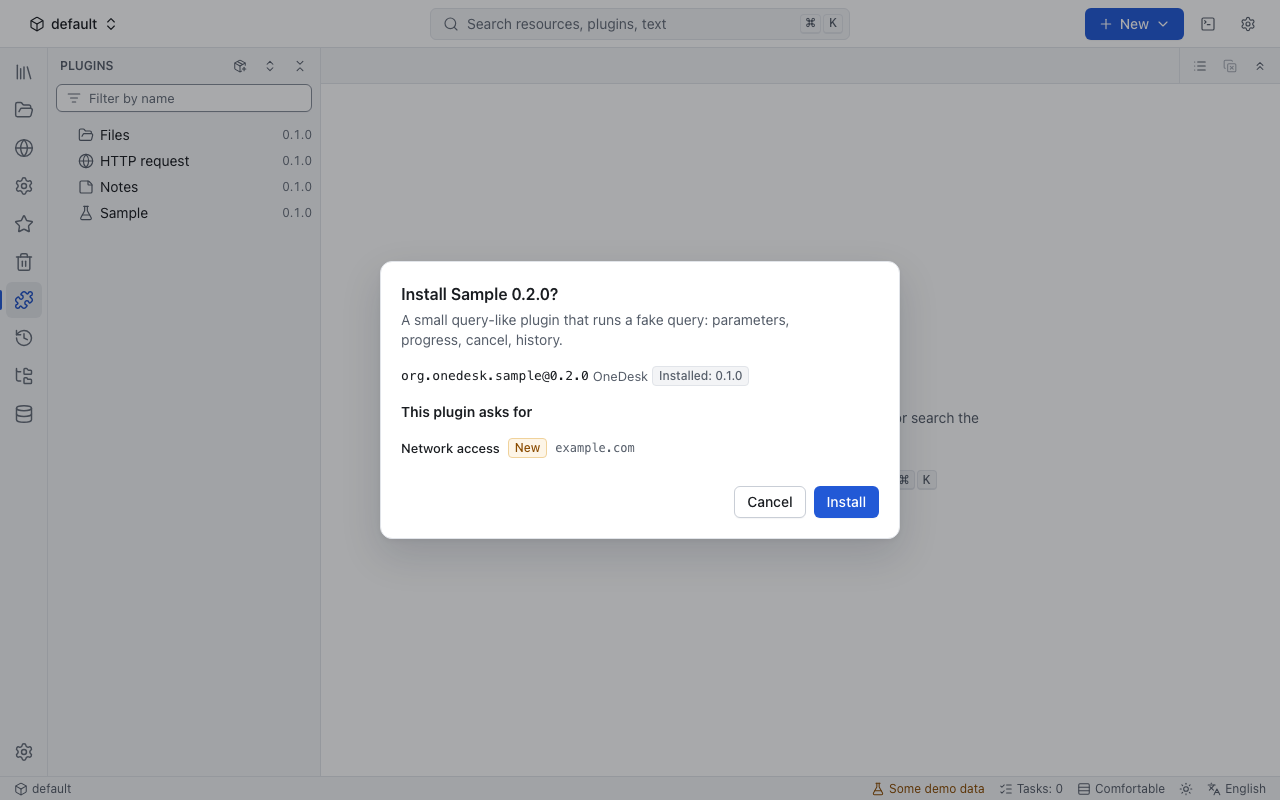 default
Search resources, plugins, text
⌘ K
New
PLUGINS
Filter by name
Files 0.1.0
HTTP request 0.1.0
Notes 0.1.0
Sample 0.1.0
Install Sample 0.2.0?
A small query-like plugin that runs a fake query: parameters,
progress, cancel, history.
org.onedesk.sample@0.2.0 OneDesk Installed: 0.1.0
This plugin asks for
or search the
Network access New example.com
⌘ K
Cancel Install
default
Some demo data
Tasks: 0
Comfortable
English